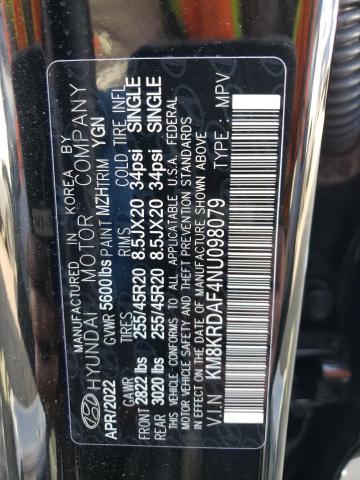 MANUFACTURED IN KOREA BY
HYUNDAI MOTOR COMPANY
APR/2022 GVWR 5600 lbs PAINT MZH TRIM YGN
GAWR TIRES RIMS COLD TIRE INFL
FRONT 2822 lbs 255/45R20 8.5JX20 34psi SINGLE
REAR 3020 lbs 255/45R20 8.5JX20 34psi SINGLE
THIS VEHICLE CONFORMS TO ALL APPLICABLE U.S.A. FEDERAL
MOTOR VEHICLE SAFETY, BUMPER, AND THEFT PREVENTION
STANDARDS IN EFFECT ON THE DATE OF MANUFACTURE SHOWN ABOVE
V.I.N : KM8KRDAF4NU098079 TYPE : MPV